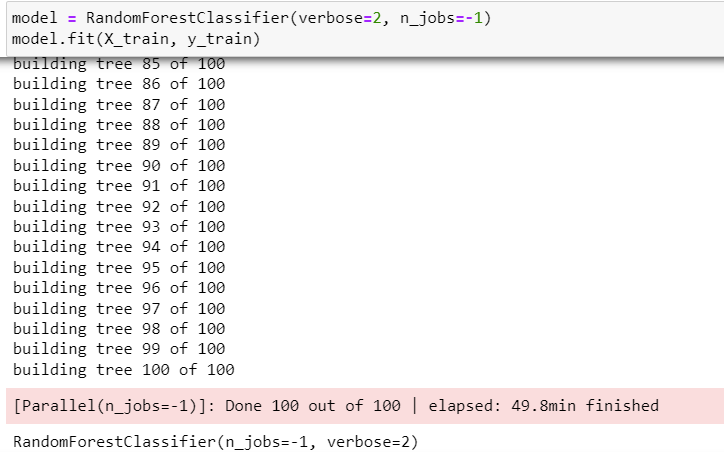 model = RandomForestClassifier(verbose=2, n_jobs=-1)
model.fit(X_train, y_train)
building tree 85 of 100
building tree 86 of 100
building tree 87 of 100
building tree 88 of 100
building tree 89 of 100
building tree 90 of 100
building tree 91 of 100
building tree 92 of 100
building tree 93 of 100
building tree 94 of 100
building tree 95 of 100
building tree 96 of 100
building tree 97 of 100
building tree 98 of 100
building tree 99 of 100
building tree 100 of 100
[Parallel(n_jobs=-1)]: Done 100 out of 100 | elapsed: 49.8min finished
RandomForestClassifier(n_jobs=-1, verbose=2)